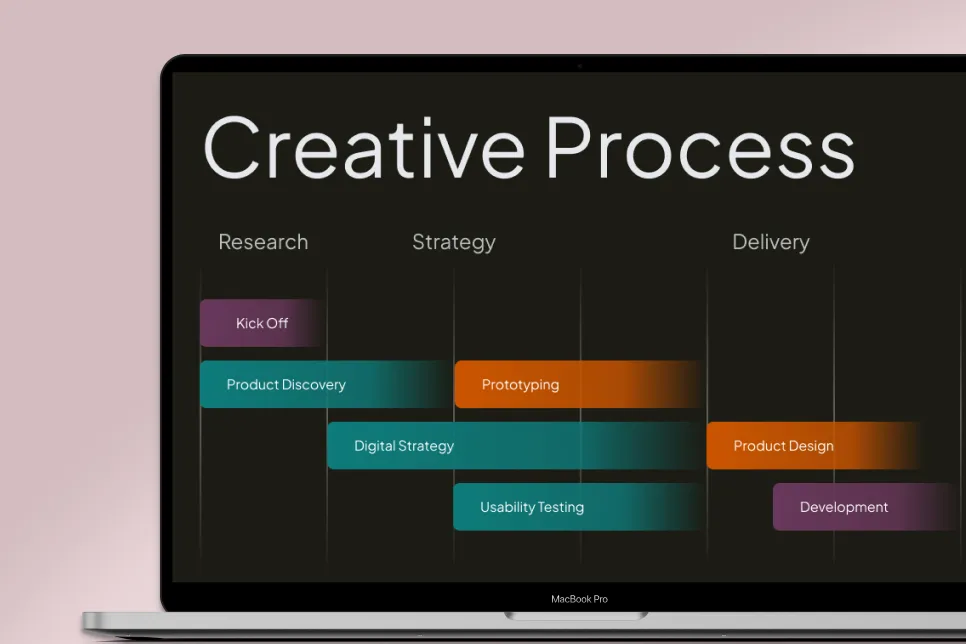 Creative Process
Research Strategy Delivery
Kick Off
Product Discovery Prototyping
Digital Strategy Product Design
Usability Testing Development
MacBook Pro